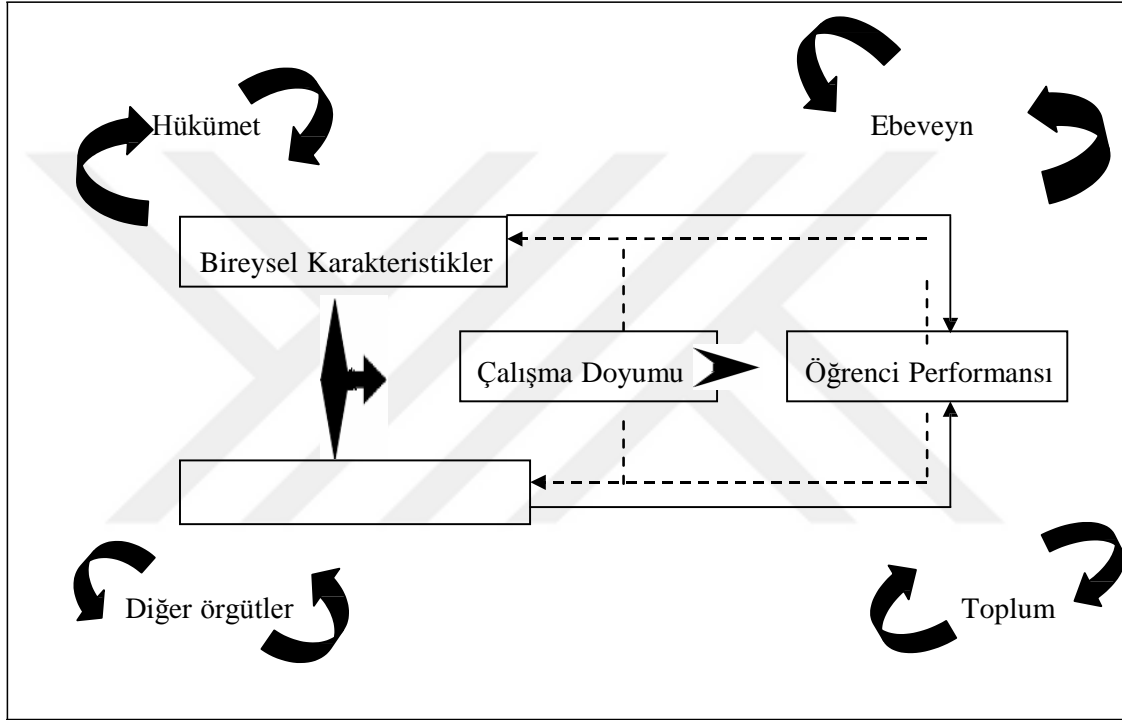 Hükümet
Ebeveyn
Bireysel Karakteristikler
Çalışma Doyumu
Öğrenci Performansı
Diğer örgütler
Toplum